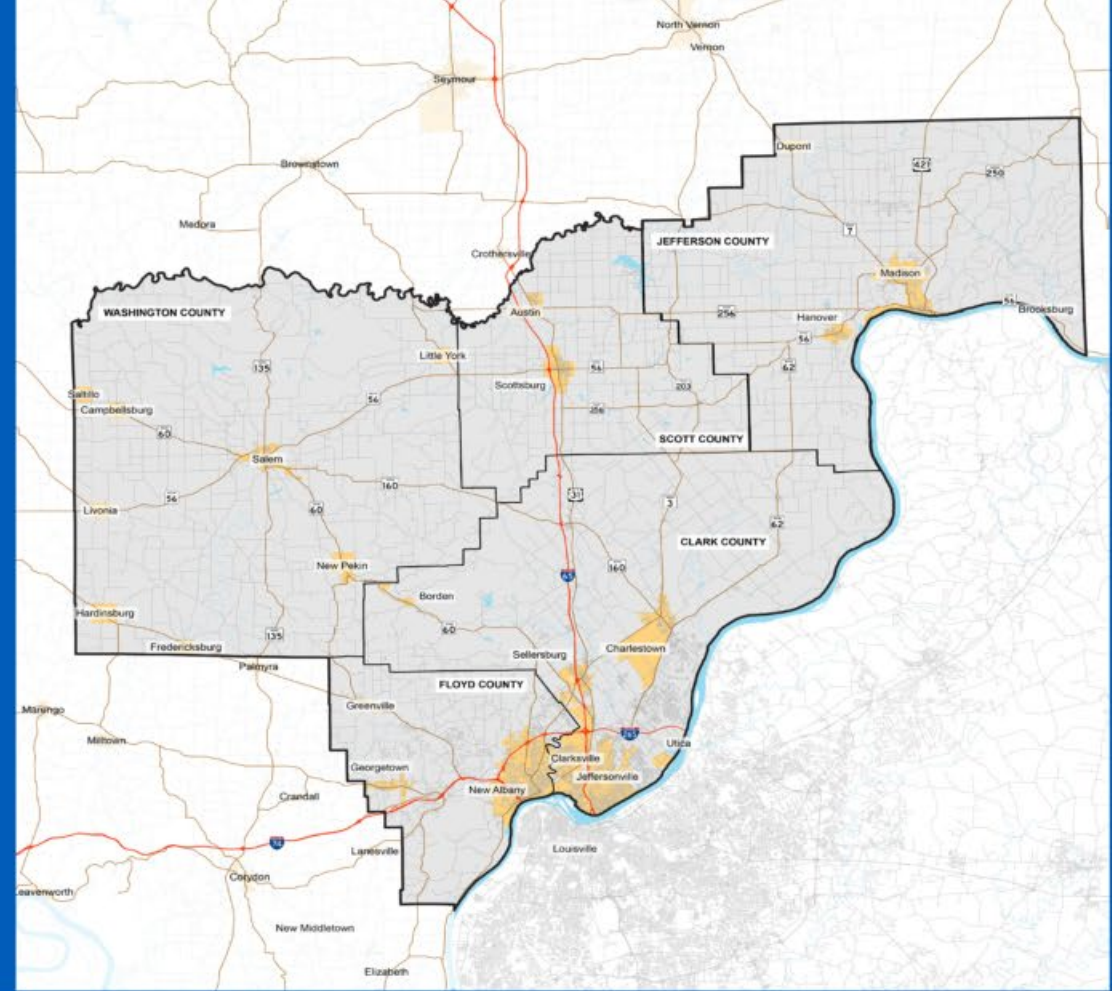 North Vernon
Vernon
Seymour
Dupont
Brownstown
421
250
Medora
7
JEFFERSON COUNTY
Crothersville
Madison
WASHINGTON COUNTY
Austin
256
Hanover
56
Brooksburg
56
135
Little York
62
Scottsburg
56
203
Saltillo
56
Campbellsburg
256
60
SCOTT COUNTY
Salem
160
31
56
60
3
62
Livonia
CLARK COUNTY
New Pekin
65
160
Borden
Hardinsburg
60
135
Fredericksburg
Sellersburg
Charlestown
Palmyra
FLOYD COUNTY
Greenville
Marengo
265
Milltown
Utica
Clarksville
Georgetown
Jeffersonville
New Albany
Crandall
64
Lanesville
Louisville
Corydon
Leavenworth
New Middletown
Elizabeth